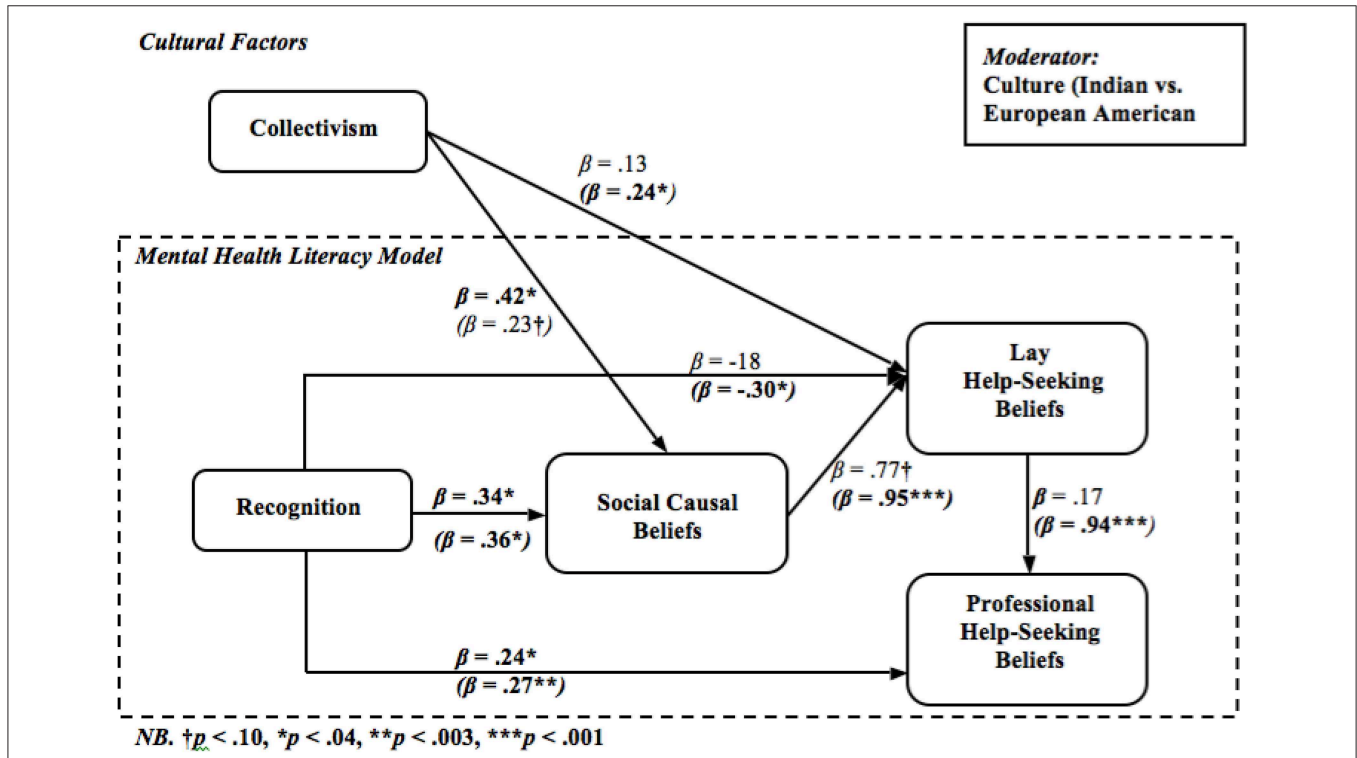 Cultural Factors
Moderator:
Culture (Indian vs.
European American
Collectivism
β = .13
(β = .24*)
Mental Health Literacy Model
β = .42*
(β = .23†)
Lay
Help-Seeking
Beliefs
β = -18
(β = -.30*)
Recognition
β = .34*
(β = .36*)
Social Causal
Beliefs
β = .77†
(β = .95***)
β = .17
(β = .94***)
Professional
Help-Seeking
Beliefs
β = .24*
(β = .27**)
NB. †p < .10, *p < .04, **p < .003, ***p < .001